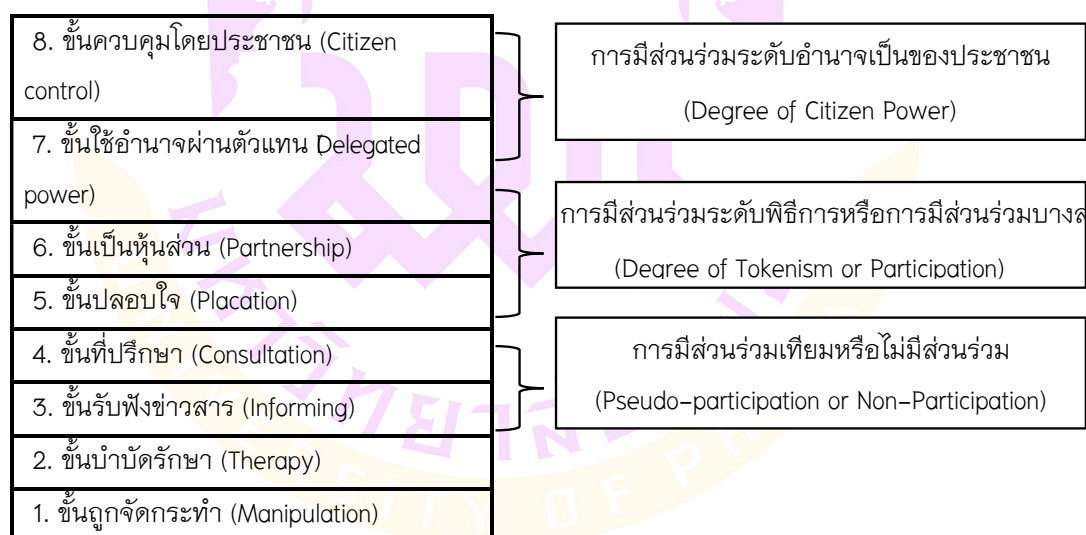 8. ขั้นควบคุมโดยประชาชน (Citizen
control)
7. ขั้นใช้อำนาจผ่านตัวแทน (Delegated
power)
6. ขั้นเป็นหุ้นส่วน (Partnership)
5. ขั้นปลอบใจ (Placation)
4. ขั้นที่ปรึกษา (Consultation)
3. ขั้นรับฟังข่าวสาร (Informing)
2. ขั้นบำบัดรักษา (Therapy)
1. ขั้นถูกจัดกระทำ (Manipulation)
การมีส่วนร่วมระดับอำนาจเป็นของประชาชน
(Degree of Citizen Power)
การมีส่วนร่วมระดับพิธีการหรือการมีส่วนร่วมบางส
(Degree of Tokenism or Participation)
การมีส่วนร่วมเทียมหรือไม่มีส่วนร่วม
(Pseudo-participation or Non-Participation)